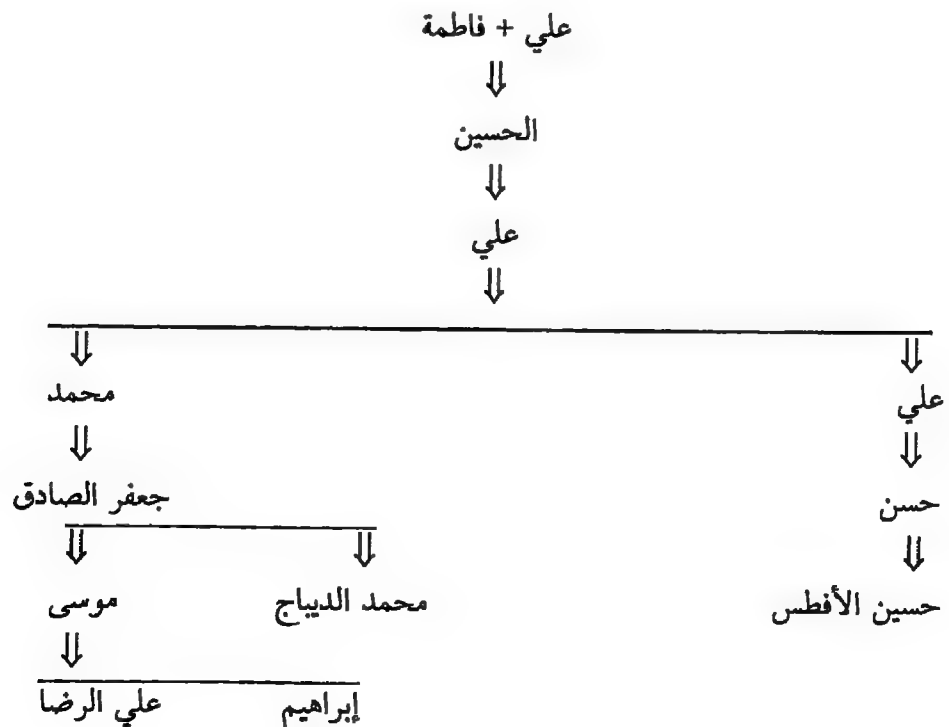 علي + فاطمة
الحسين
علي
علي
محمد
حسن
جعفر الصادق
حسين الأفطس
محمد الديباج
موسى
إبراهيم
علي الرضا